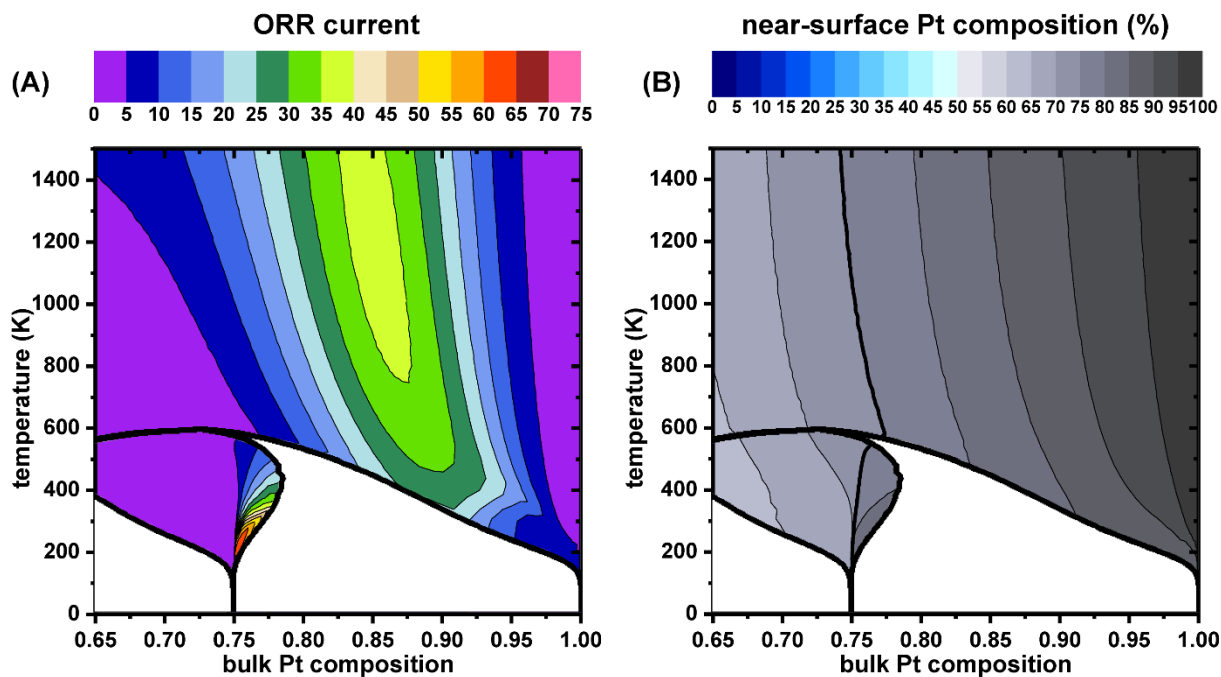 ORR current
(A)
0 5 10 15 20 25 30 35 40 45 50 55 60 65 70 75
temperature (K)
1400
1200
1000
800
600
400
200
0
0.65 0.70 0.75 0.80 0.85 0.90 0.95 1.00
bulk Pt composition
near-surface Pt composition (%)
(B)
0 5 10 15 20 25 30 35 40 45 50 55 60 65 70 75 80 85 90 95 100
temperature (K)
1400
1200
1000
800
600
400
200
0
0.65 0.70 0.75 0.80 0.85 0.90 0.95 1.00
bulk Pt composition